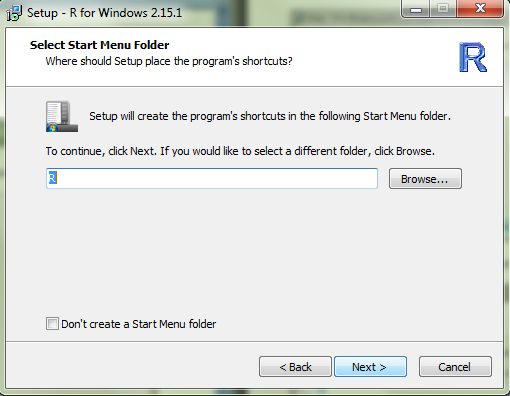 Setup - R for Windows 2.15.1
Select Start Menu Folder
Where should Setup place the program's shortcuts?
R
Setup will create the program's shortcuts in the following Start Menu folder.
To continue, click Next. If you would like to select a different folder, click Browse.
R
Browse...
Don't create a Start Menu folder
< Back
Next >
Cancel